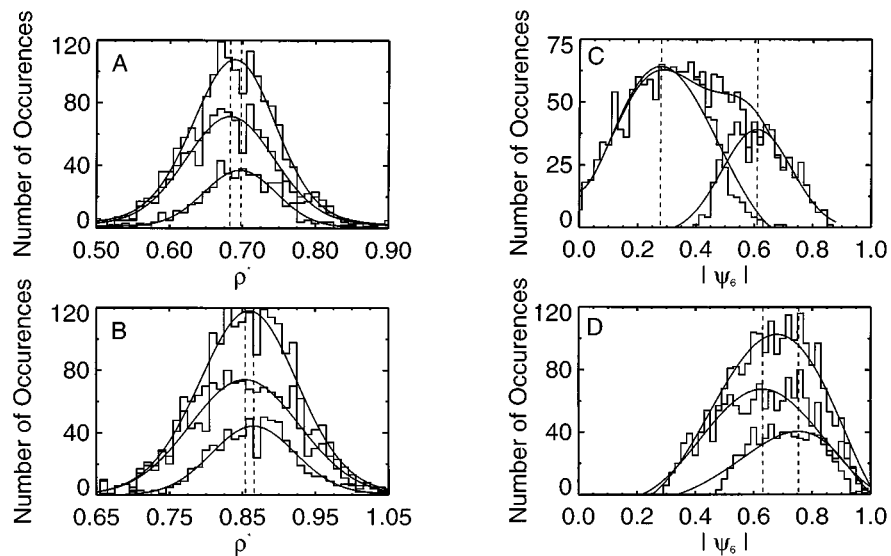 A
Number of Occurences
120
80
40
0
0.50 0.60 0.70 0.80 0.90
ρ*
C
Number of Occurences
75
50
25
0
0.0 0.2 0.4 0.6 0.8 1.0
| ψ₆ |
B
Number of Occurences
120
80
40
0
0.65 0.75 0.85 0.95 1.05
ρ*
D
Number of Occurences
120
80
40
0
0.0 0.2 0.4 0.6 0.8 1.0
| ψ₆ |